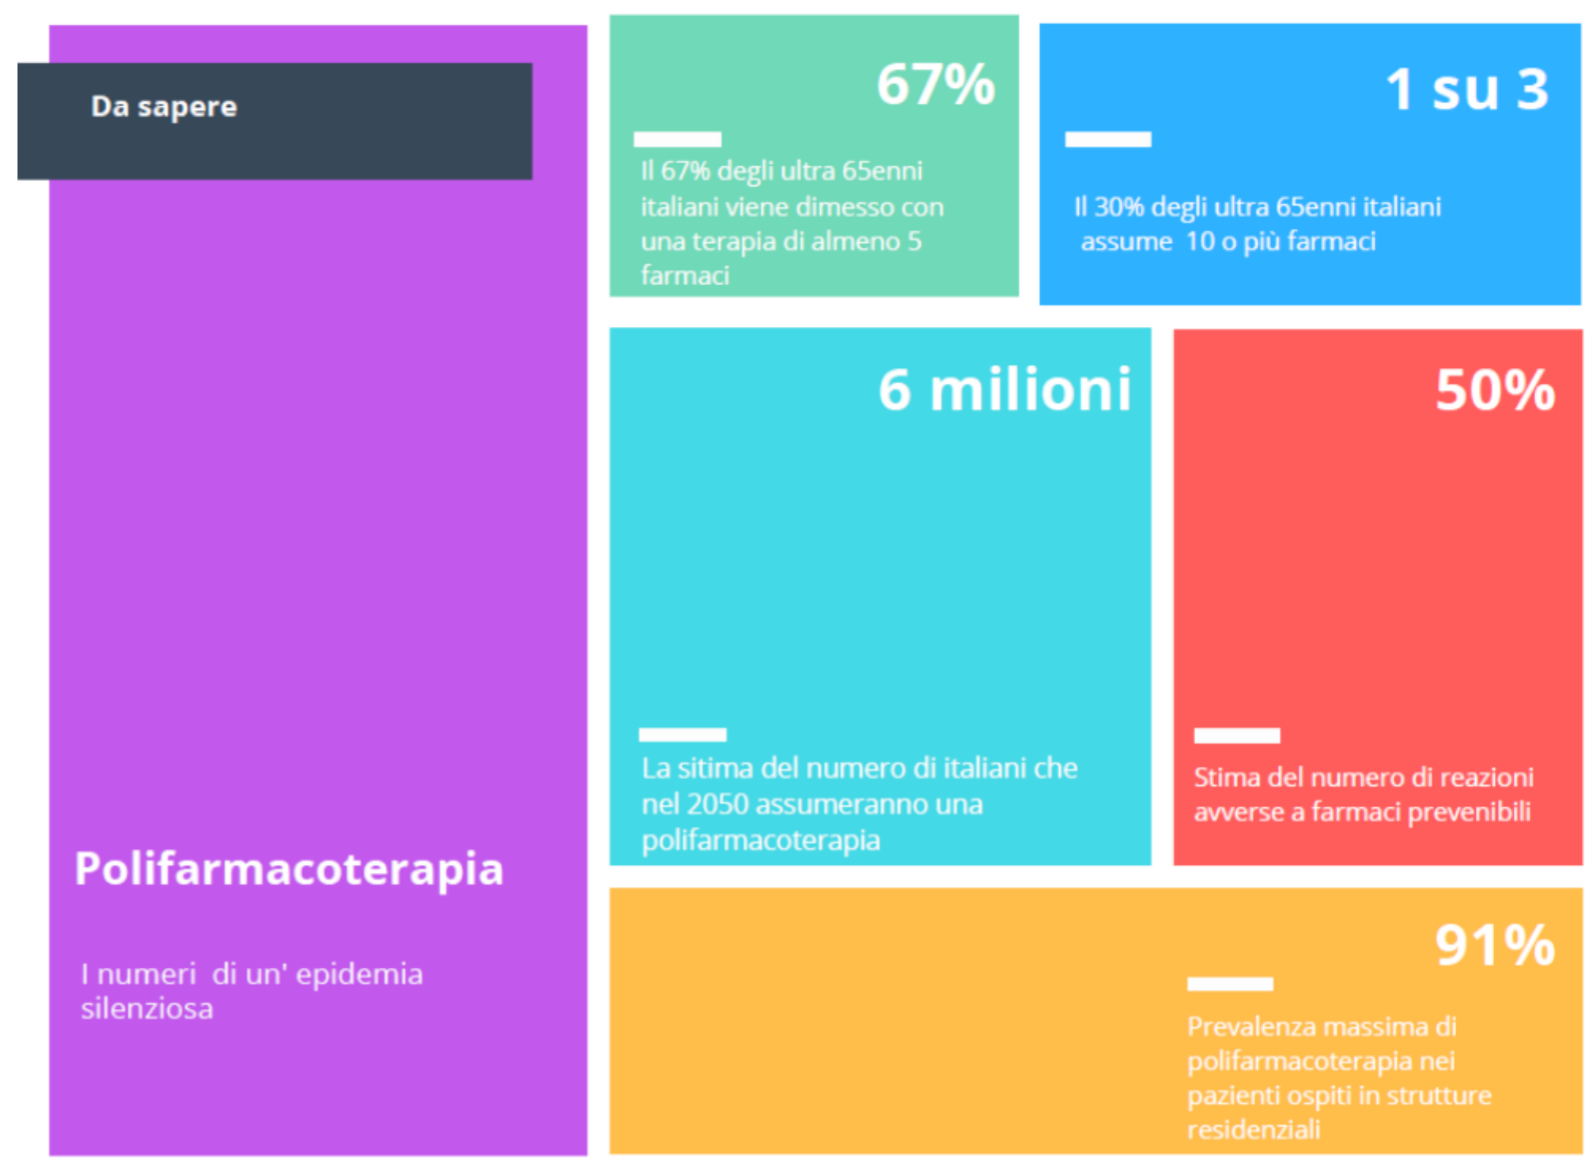 Da sapere
Polifarmacoterapia
I numeri di un' epidemia
silenziosa
67%
Il 67% degli ultra 65enni
italiani viene dimesso con
una terapia di almeno 5
farmaci
1 su 3
Il 30% degli ultra 65enni italiani
assume 10 o più farmaci
6 milioni
La sitima del numero di italiani che
nel 2050 assumeranno una
polifarmacoterapia
50%
Stima del numero di reazioni
avverse a farmaci prevenibili
91%
Prevalenza massima di
polifarmacoterapia nei
pazienti ospiti in strutture
residenziali